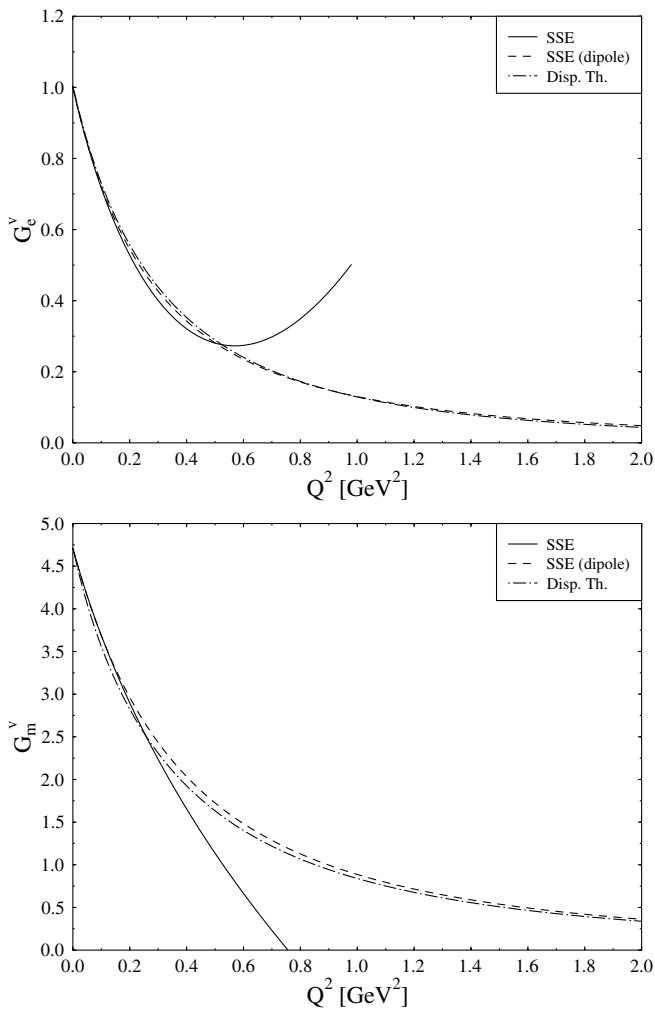 1.2
1.0
0.8
0.6
0.4
0.2
0.0
G_e^v
SSE
SSE (dipole)
Disp. Th.
0.0 0.2 0.4 0.6 0.8 1.0 1.2 1.4 1.6 1.8 2.0
Q^2 [GeV^2]
5.0
4.5
4.0
3.5
3.0
2.5
2.0
1.5
1.0
0.5
0.0
G_m^v
SSE
SSE (dipole)
Disp. Th.
0.0 0.2 0.4 0.6 0.8 1.0 1.2 1.4 1.6 1.8 2.0
Q^2 [GeV^2]